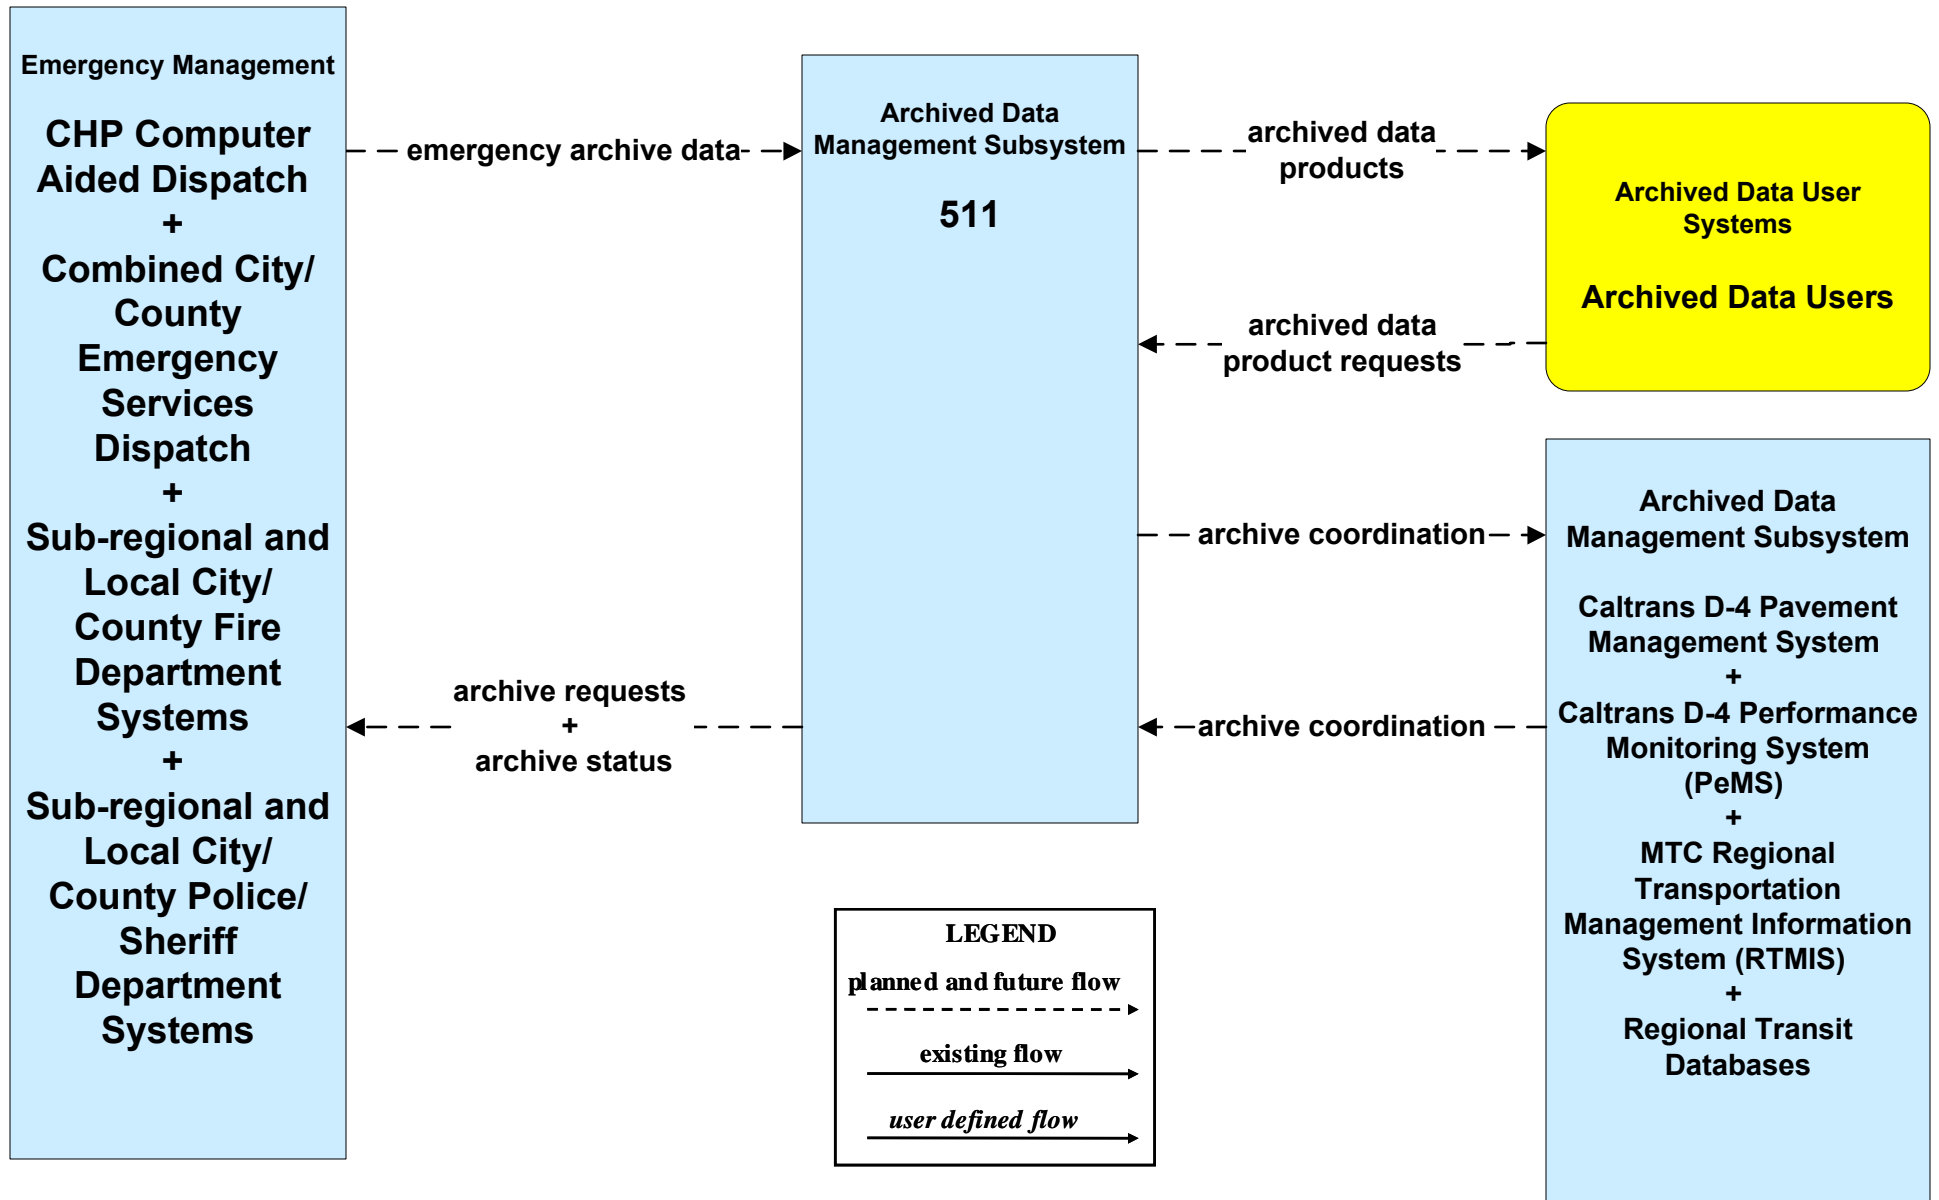 Emergency Management
CHP Computer
Aided Dispatch
+
Combined City/
County
Emergency
Services
Dispatch
+
Sub-regional and
Local City/
County Fire
Department
Systems
+
Sub-regional and
Local City/
County Police/
Sheriff
Department
Systems
emergency archive data
archive requests
+
archive status
Archived Data
Management Subsystem
511
archived data
products
archived data
product requests
archive coordination
archive coordination
Archived Data User
Systems
Archived Data Users
Archived Data
Management Subsystem
Caltrans D-4 Pavement
Management System
+
Caltrans D-4 Performance
Monitoring System
(PeMS)
+
MTC Regional
Transportation
Management Information
System (RTMIS)
+
Regional Transit
Databases
LEGEND
planned and future flow
existing flow
user defined flow